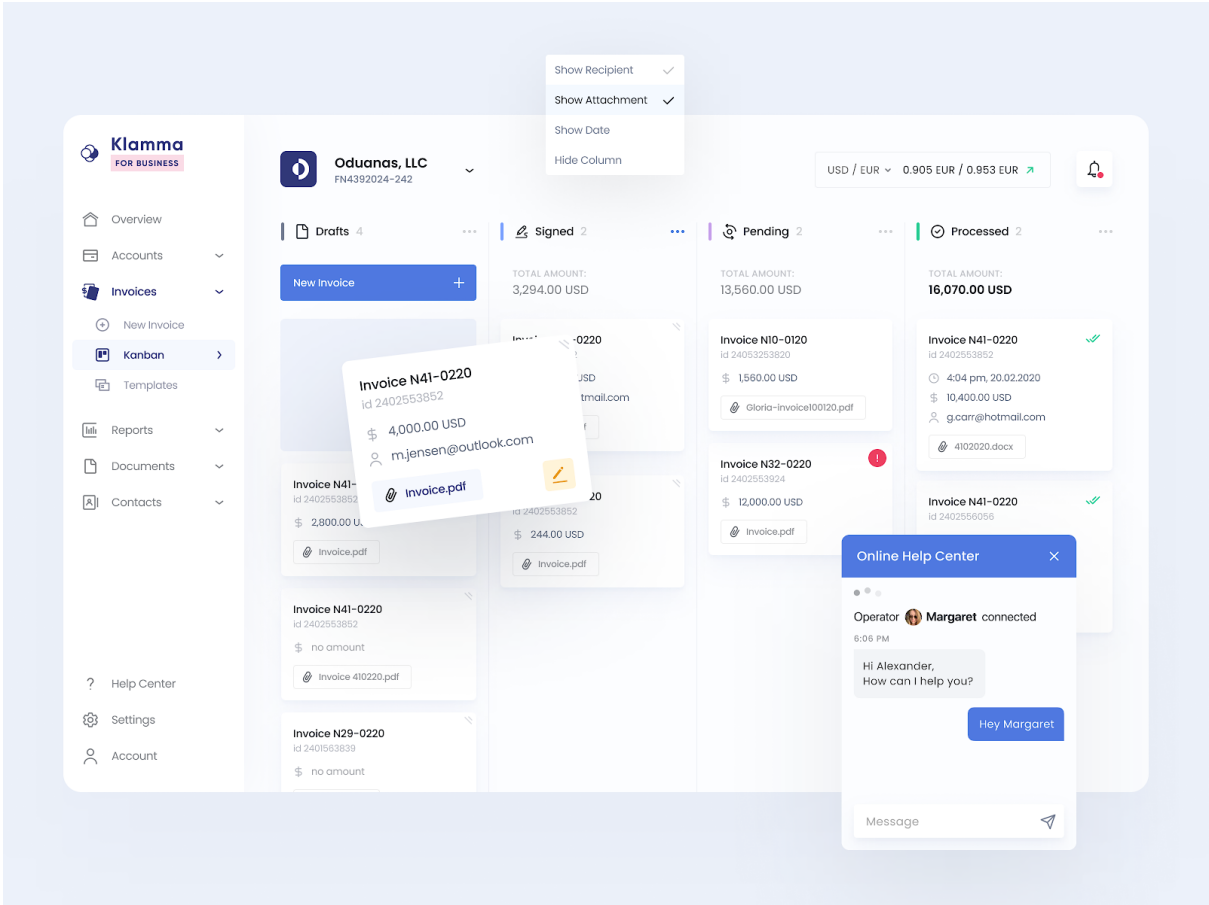 Show Recipient
Show Attachment
Show Date
Hide Column
Klamma
FOR BUSINESS
Overview
Accounts
Invoices
New Invoice
Kanban
Templates
Reports
Documents
Contacts
Help Center
Settings
Account
Oduanas, LLC
FN4392024-242
USD / EUR 0.905 EUR / 0.953 EUR
Drafts 4
New Invoice +
Invoice N41-0220
id 2402553852
4,000.00 USD
m.jensen@outlook.com
Invoice.pdf
Invoice N41-
id 2402553852
$ 2,800.00 U
Invoice.pdf
Invoice N41-0220
id 2402553852
$ no amount
Invoice 410220.pdf
Invoice N29-0220
id 2401563839
$ no amount
Signed 2
TOTAL AMOUNT:
3,294.00 USD
-0220
USD
tmail.com
20
id 2402553852
$ 244.00 USD
Invoice.pdf
Pending 2
TOTAL AMOUNT:
13,560.00 USD
Invoice N10-0120
id 24053253820
$ 1,560.00 USD
Gloria-invoice100120.pdf
Invoice N32-0220
id 2402553924
$ 12,000.00 USD
Invoice.pdf
Processed 2
TOTAL AMOUNT:
16,070.00 USD
Invoice N41-0220
id 2402553852
4:04 pm, 20.02.2020
$ 10,400.00 USD
g.carr@hotmail.com
4102020.docx
Invoice N41-0220
id 2402556056
Online Help Center
Operator Margaret connected
6:06 PM
Hi Alexander,
How can I help you?
Hey Margaret
Message